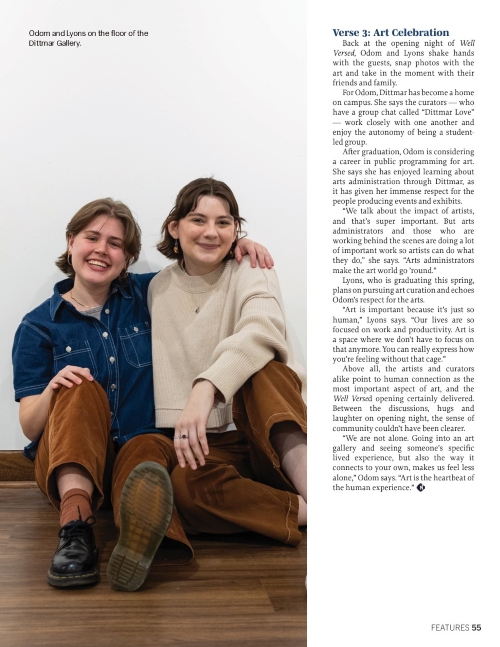 Odom and Lyons on the floor of the
Dittmar Gallery.
Verse 3: Art Celebration
Back at the opening night of Well
Versed, Odom and Lyons shake hands
with the guests, snap photos with the
art and take in the moment with their
friends and family.
For Odom, Dittmar has become a home
on campus. She says the curators — who
have a group chat called “Dittmar Love”
— work closely with one another and
enjoy the autonomy of being a student-
led group.
After graduation, Odom is considering
a career in public programming for art.
She says she has enjoyed learning about
arts administration through Dittmar, as
it has given her immense respect for the
people producing events and exhibits.
“We talk about the impact of artists,
and that’s super important. But arts
administrators and those who are
working behind the scenes are doing a lot
of important work so artists can do what
they do,” she says. “Arts administrators
make the art world go ’round.”
Lyons, who is graduating this spring,
plans on pursuing art curation and echoes
Odom’s respect for the arts.
“Art is important because it’s just so
human,” Lyons says. “Our lives are so
focused on work and productivity. Art is
a space where we don’t have to focus on
that anymore. You can really express how
you’re feeling without that cage.”
Above all, the artists and curators
alike point to human connection as the
most important aspect of art, and the
Well Versed opening certainly delivered.
Between the discussions, hugs and
laughter on opening night, the sense of
community couldn’t have been clearer.
“We are not alone. Going into an art
gallery and seeing someone’s specific
lived experience, but also the way it
connects to your own, makes us feel less
alone,” Odom says. “Art is the heartbeat of
the human experience.”
FEATURES 55